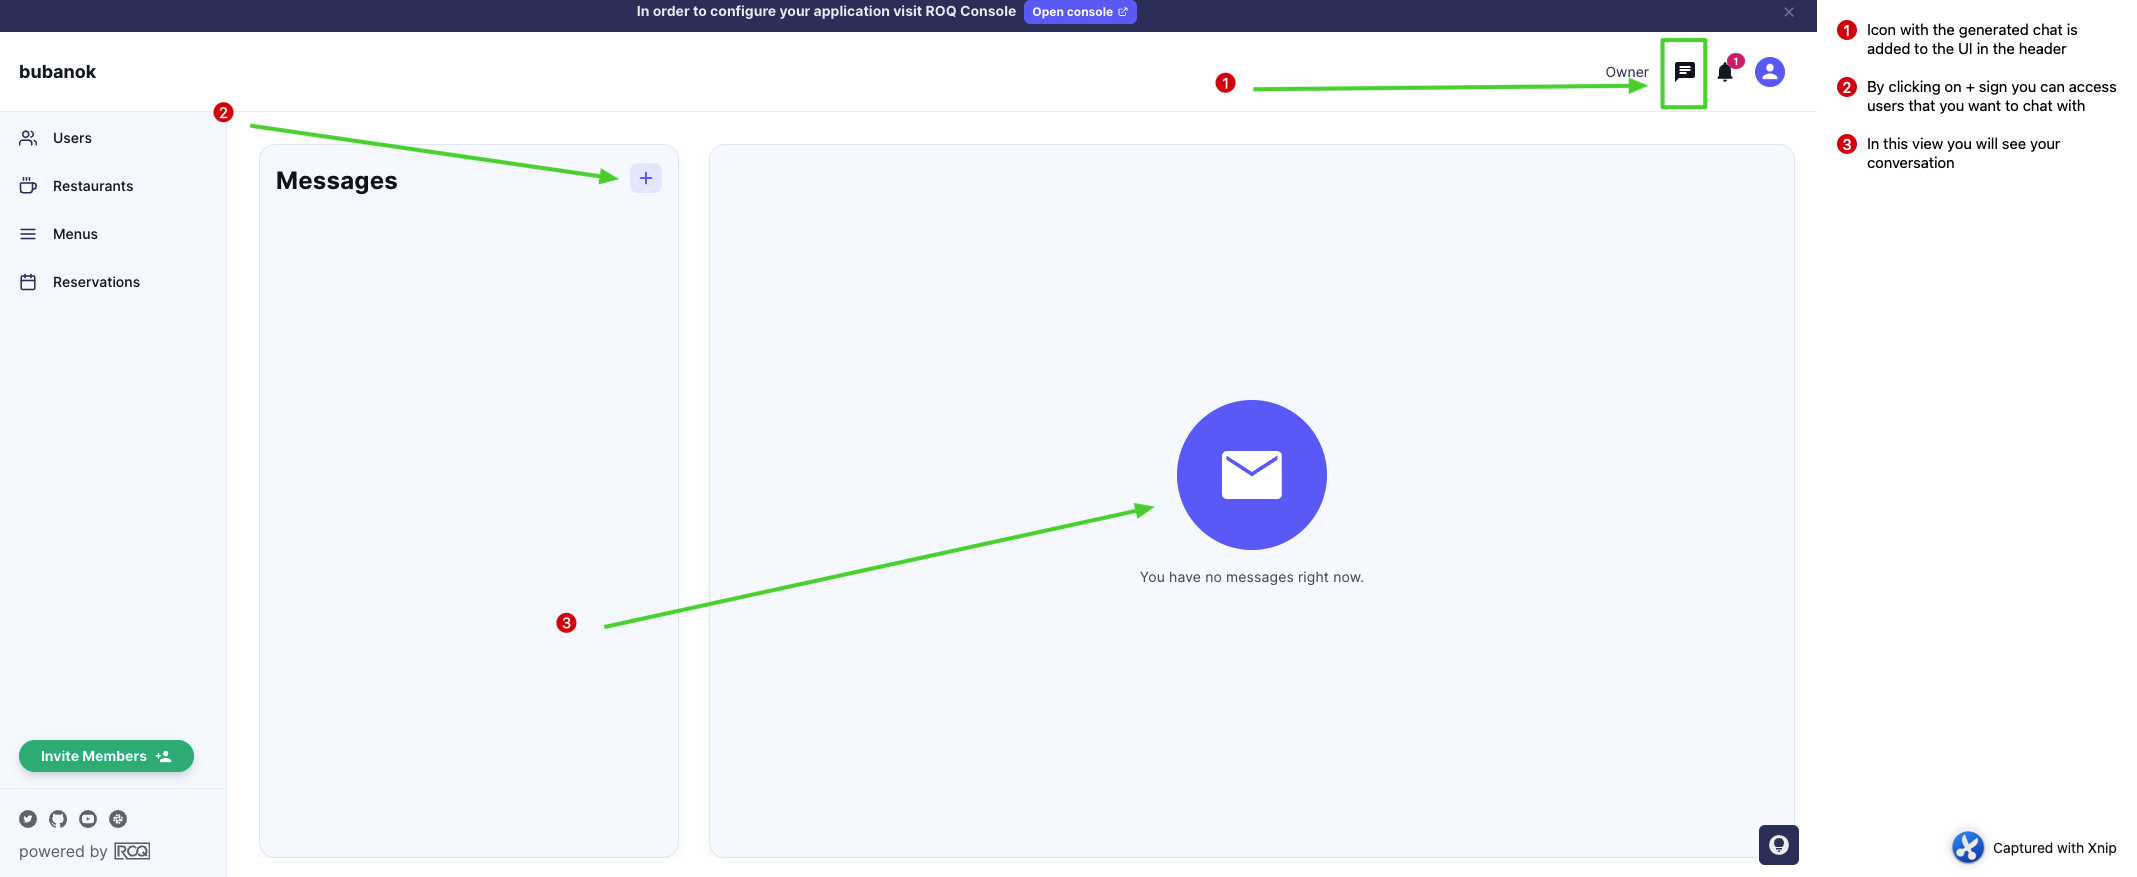 In order to configure your application visit ROQ Console
Open console
bubanok
Owner
1
1
2
Users
Restaurants
Menus
Reservations
Messages
+
You have no messages right now.
3
Invite Members
powered by ROQ
1 Icon with the generated chat is
added to the UI in the header
2 By clicking on + sign you can access
users that you want to chat with
3 In this view you will see your
conversation
Captured with Xnip